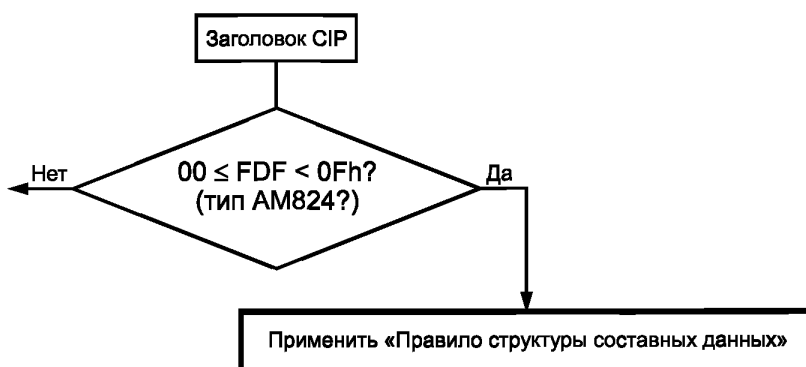 Заголовок CIP
00 ≤ FDF < 0Fh?
(тип AM824?)
Нет
Да
Применить «Правило структуры составных данных»